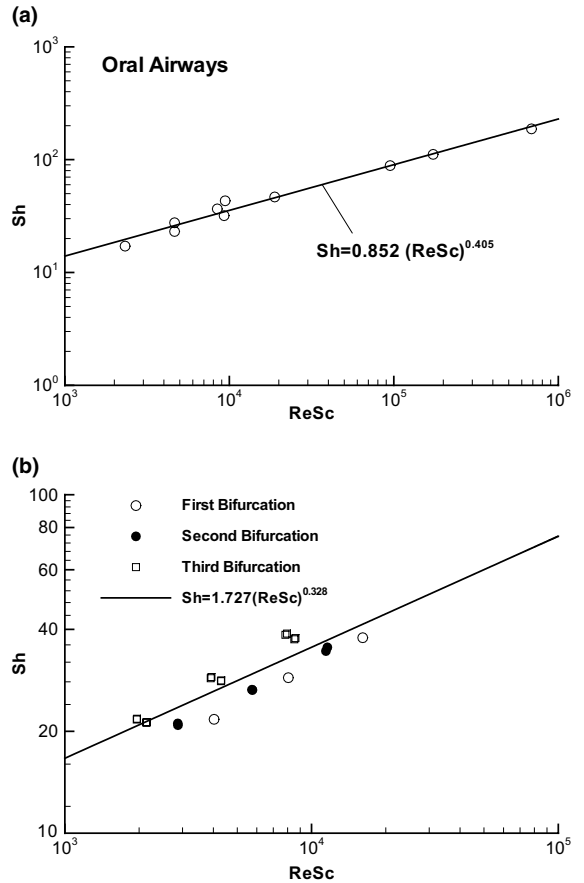 (a)
10³
Oral Airways
10²
Sh
Sh=0.852 (ReSc)⁰·⁴⁰⁵
10¹
10⁰
10³ 10⁴ 10⁵ 10⁶
ReSc
(b)
100
80
First Bifurcation
Second Bifurcation
60
Third Bifurcation
Sh=1.727(ReSc)⁰·³²⁸
40
Sh
20
10
10³ 10⁴ 10⁵
ReSc